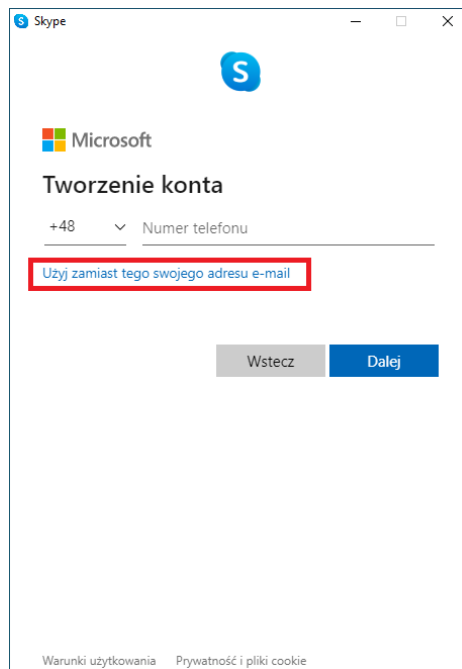 Skype
Microsoft
Tworzenie konta
+48 Numer telefonu
Użyj zamiast tego swojego adresu e-mail
Wstecz Dalej
Warunki użytkowania Prywatność i pliki cookie